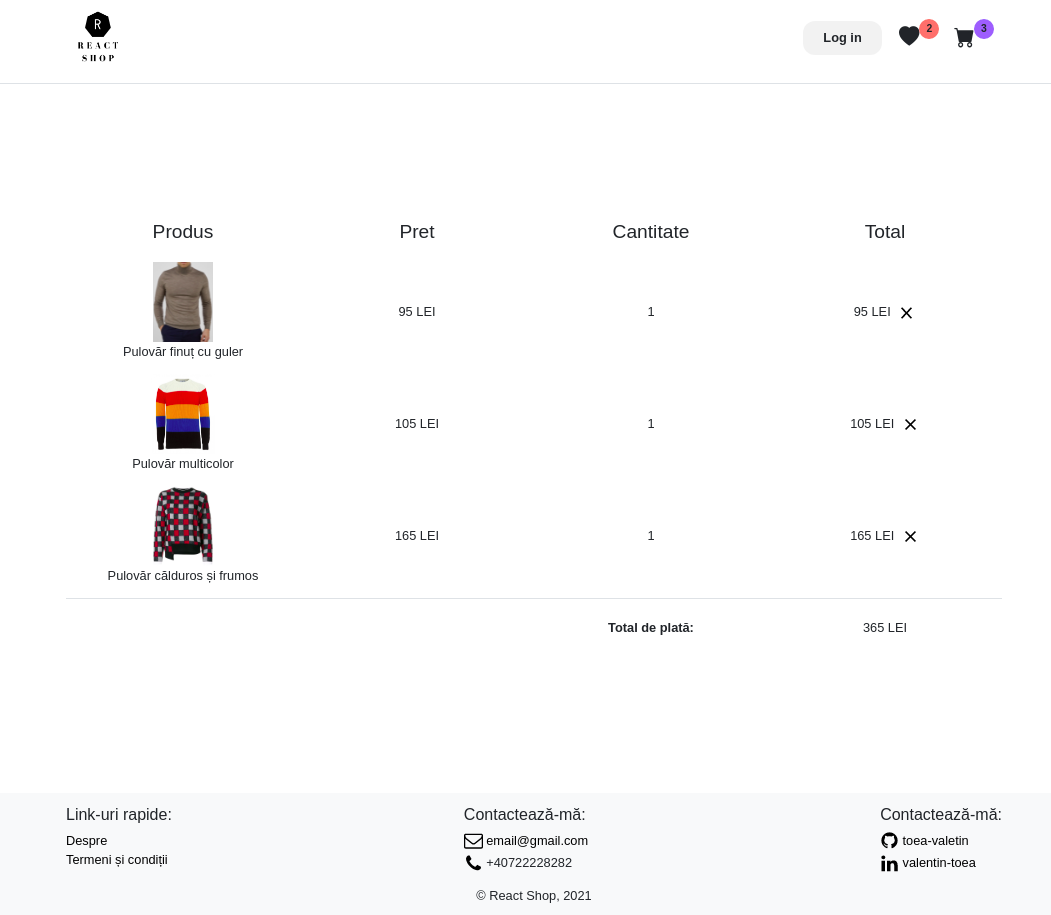 R
REACT
SHOP
Log in
2
3
Produs Pret Cantitate Total
95 LEI 1 95 LEI
Pulovăr finuț cu guler
105 LEI 1 105 LEI
Pulovăr multicolor
165 LEI 1 165 LEI
Pulovăr călduros și frumos
Total de plată: 365 LEI
Link-uri rapide:
Despre
Termeni și condiții
Contactează-mă:
email@gmail.com
+40722228282
Contactează-mă:
toea-valetin
valentin-toea
© React Shop, 2021